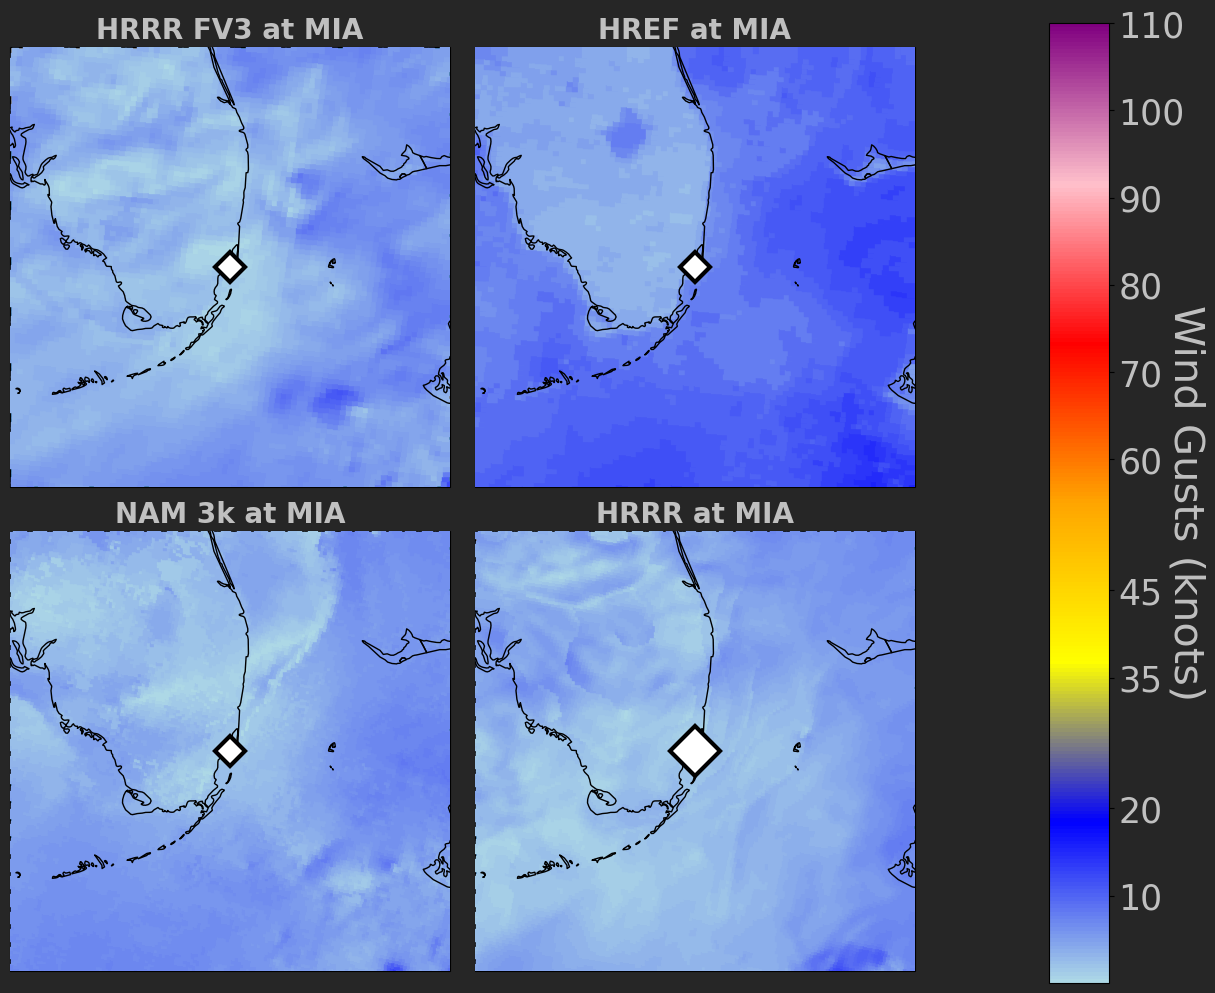 HRRR FV3 at MIA
HREF at MIA
NAM 3k at MIA
HRRR at MIA
110
100
90
80
70
60
45
35
20
10
Wind Gusts (knots)